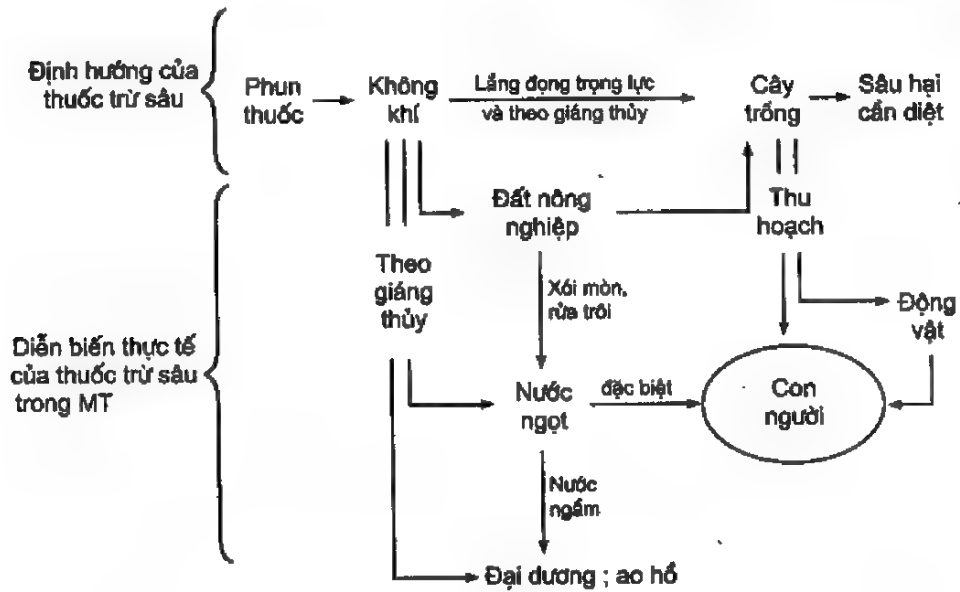 Định hướng của
thuốc trừ sâu
Phun
thuốc
Không
khí
Lắng đọng trọng lực
và theo giáng thủy
Cây
trồng
Sâu hại
cần diệt
Đất nông
nghiệp
Thu
hoạch
Theo
giáng
thủy
Xói mòn,
rửa trôi
Động
vật
Diễn biến thực tế
của thuốc trừ sâu
trong MT
Nước
ngọt
đặc biệt
Con
người
Nước
ngầm
Đại dương ; ao hồ